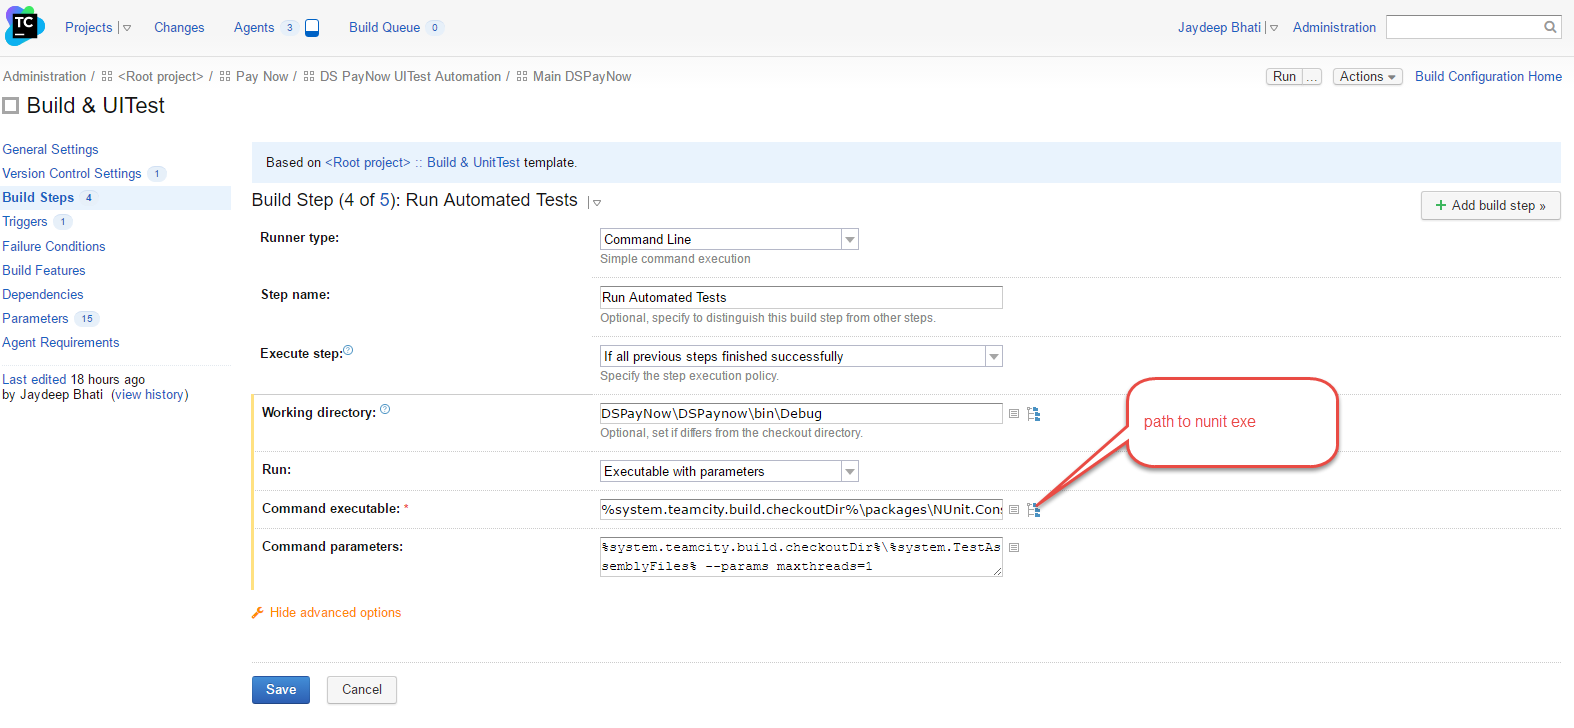 TC
Projects
Changes
Agents 3
Build Queue 0
Jaydeep Bhati
Administration
Administration / <Root project> / Pay Now / DS PayNow UITest Automation / Main DSPayNow
Run ...
Actions
Build Configuration Home
Build & UITest
General Settings
Version Control Settings 1
Build Steps 4
Triggers 1
Failure Conditions
Build Features
Dependencies
Parameters 15
Agent Requirements
Last edited 18 hours ago
by Jaydeep Bhati (view history)
Based on <Root project> :: Build & UnitTest template.
Build Step (4 of 5): Run Automated Tests
+ Add build step »
Runner type:
Command Line
Simple command execution
Step name:
Run Automated Tests
Optional, specify to distinguish this build step from other steps.
Execute step:?
If all previous steps finished successfully
Specify the step execution policy.
Working directory: ?
DSPayNow\DSPaynow\bin\Debug
Optional, set if differs from the checkout directory.
path to nunit exe
Run:
Executable with parameters
Command executable: *
%system.teamcity.build.checkoutDir%\packages\NUnit.Cons
Command parameters:
%system.teamcity.build.checkoutDir%\%system.TestAs
semblyFiles% --params maxthreads=1
Hide advanced options
Save
Cancel